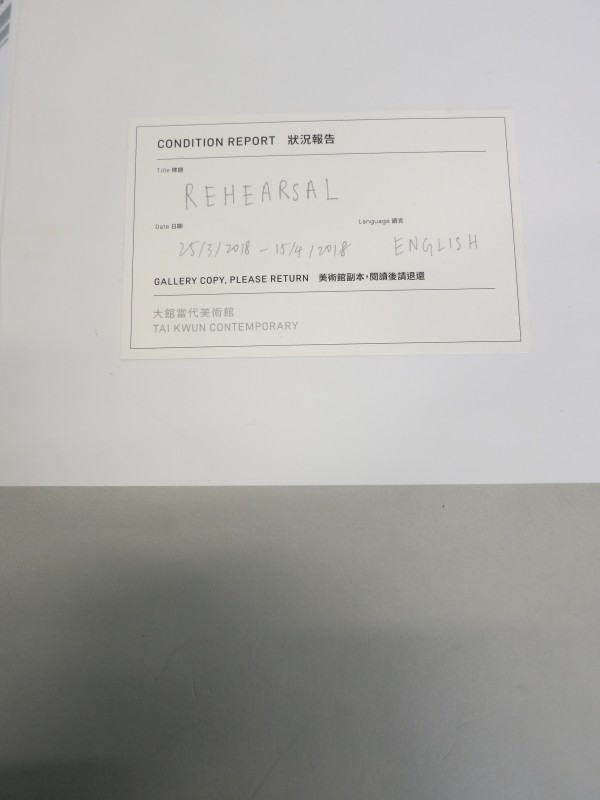 CONDITION REPORT 狀況報告
Title 標題
REHEARSAL
Date 日期
Language 語言
25/3/2018 - 15/4/2018
ENGLISH
GALLERY COPY, PLEASE RETURN 美術館副本,閱讀後請退還
大館當代美術館
TAI KWUN CONTEMPORARY